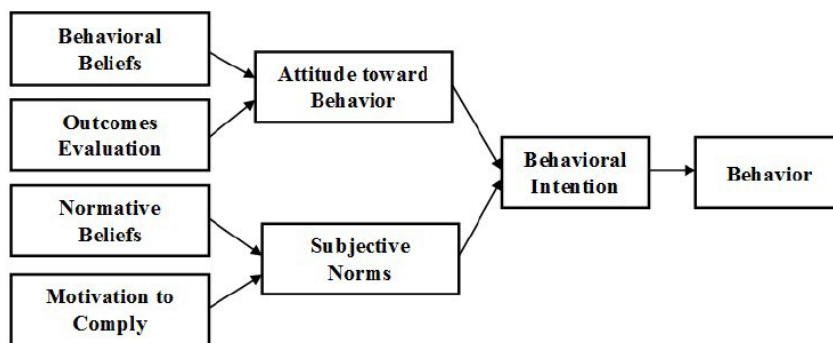 Behavioral
Beliefs
Outcomes
Evaluation
Normative
Beliefs
Motivation to
Comply
Attitude toward
Behavior
Subjective
Norms
Behavioral
Intention
Behavior